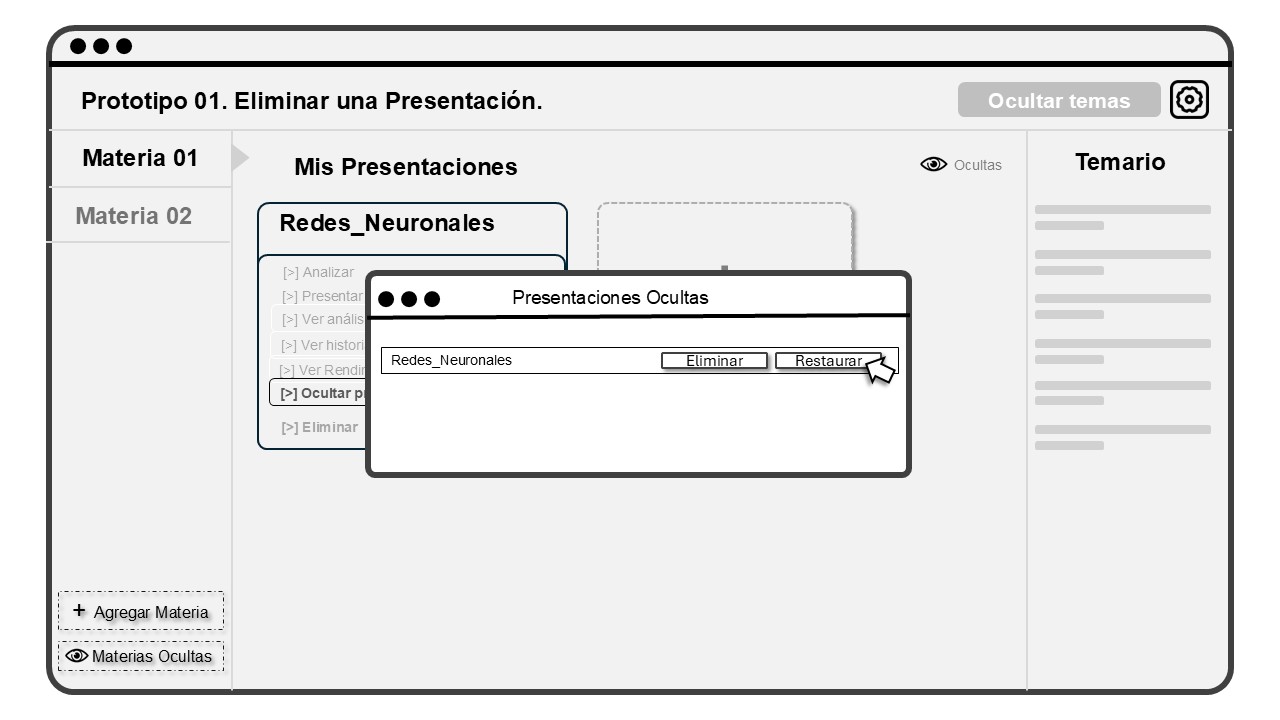 Prototipo 01. Eliminar una Presentación.
Ocultar temas
Materia 01
Materia 02
Mis Presentaciones
Ocultas
Temario
Redes_Neuronales
[>] Analizar
[>] Presentar
[>] Ver anális
[>] Ver histori
[>] Ver Rendir
[>] Ocultar p
[>] Eliminar
Presentaciones Ocultas
Redes_Neuronales
Eliminar
Restaurar
+ Agregar Materia
Materias Ocultas